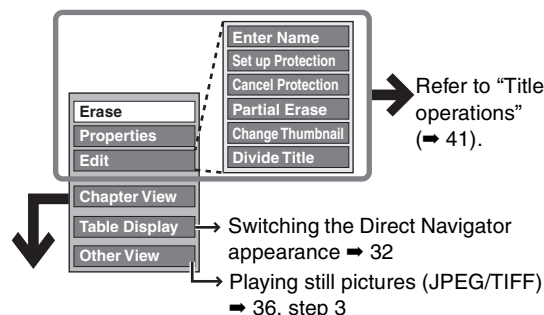 Enter Name
Set up Protection
Cancel Protection
Partial Erase
Change Thumbnail
Divide Title
Refer to “Title
operations”
(➡ 41).
Erase
Properties
Edit
Chapter View
Table Display
Other View
Switching the Direct Navigator
appearance ➡ 32
Playing still pictures (JPEG/TIFF)
➡ 36, step 3